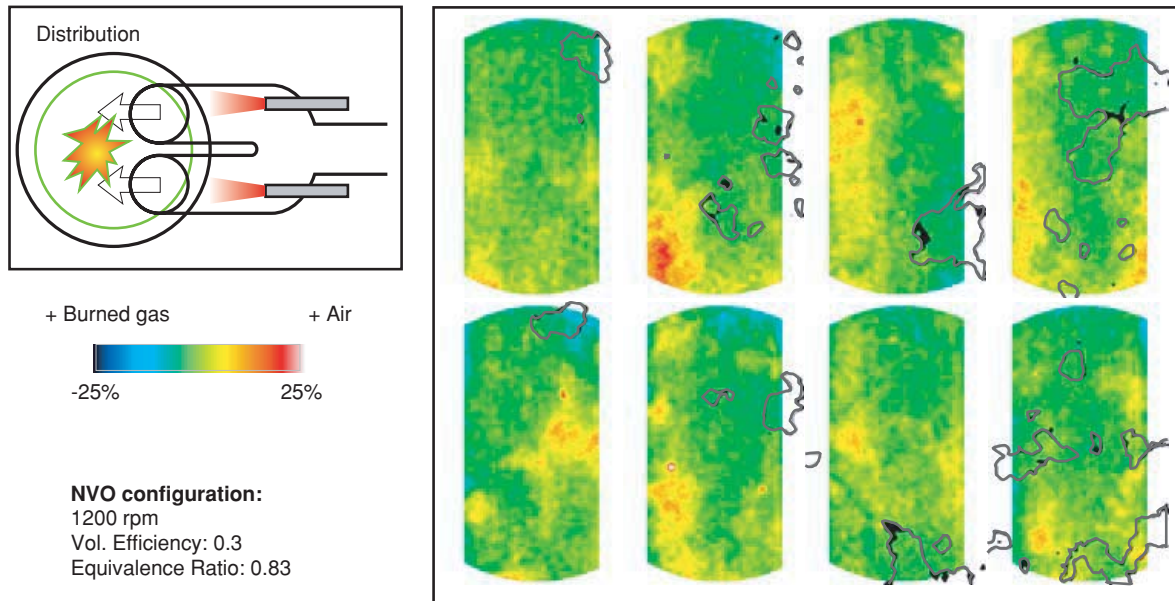 Distribution
+ Burned gas + Air
-25% 25%
NVO configuration:
1200 rpm
Vol. Efficiency: 0.3
Equivalence Ratio: 0.83